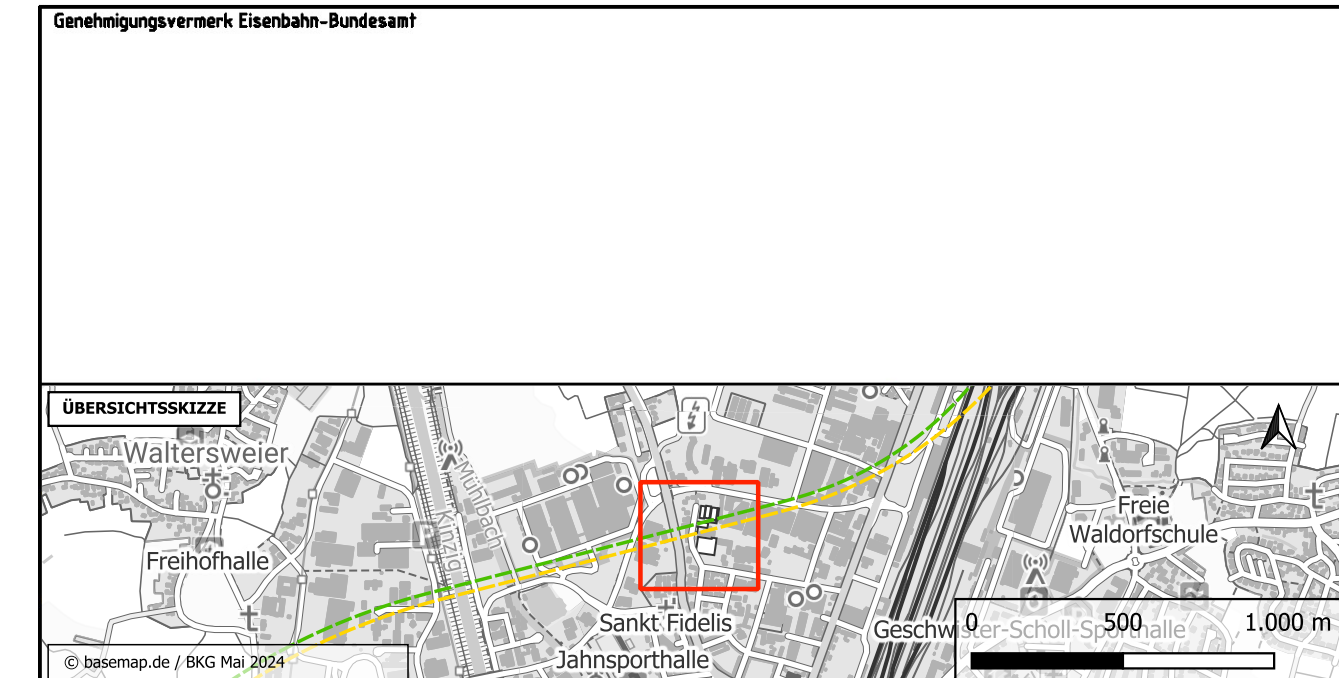 Genehmigungsvermerk Eisenbahn-Bundesamt
ÜBERSICHTSSKIZZE
Waltersweier
Mühlbach
Kinzig
Freie
Waldorfschule
Freihofhalle
Sankt Fidelis
Geschwister-Scholl-Sporthalle
0 500 1.000 m
Jahnsporthalle
© basemap.de / BKG Mai 2024